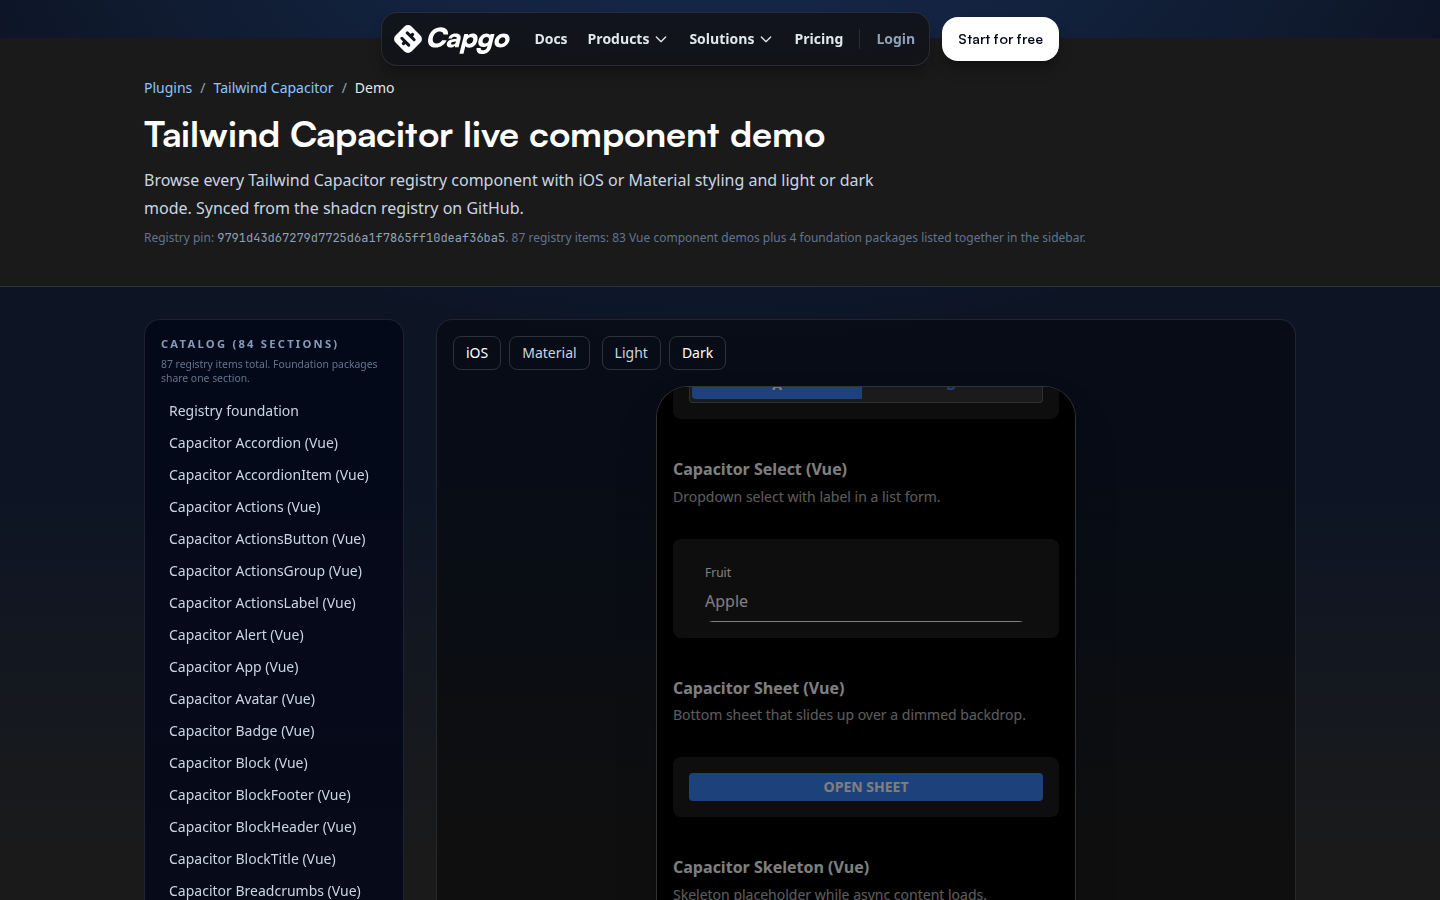 Capgo
Docs
Products
Solutions
Pricing
Login
Start for free
Plugins / Tailwind Capacitor / Demo
Tailwind Capacitor live component demo
Browse every Tailwind Capacitor registry component with iOS or Material styling and light or dark
mode. Synced from the shadcn registry on GitHub.
Registry pin: 9791d43d67279d7725d6a1f7865ff10deaf36ba5. 87 registry items: 83 Vue component demos plus 4 foundation packages listed together in the sidebar.
CATALOG (84 SECTIONS)
87 registry items total. Foundation packages
share one section.
Registry foundation
Capacitor Accordion (Vue)
Capacitor AccordionItem (Vue)
Capacitor Actions (Vue)
Capacitor ActionsButton (Vue)
Capacitor ActionsGroup (Vue)
Capacitor ActionsLabel (Vue)
Capacitor Alert (Vue)
Capacitor App (Vue)
Capacitor Avatar (Vue)
Capacitor Badge (Vue)
Capacitor Block (Vue)
Capacitor BlockFooter (Vue)
Capacitor BlockHeader (Vue)
Capacitor BlockTitle (Vue)
Capacitor Breadcrumbs (Vue)
iOS
Material
Light
Dark
Capacitor Select (Vue)
Dropdown select with label in a list form.
Fruit
Apple
Capacitor Sheet (Vue)
Bottom sheet that slides up over a dimmed backdrop.
OPEN SHEET
Capacitor Skeleton (Vue)
Skeleton placeholder while async content loads.